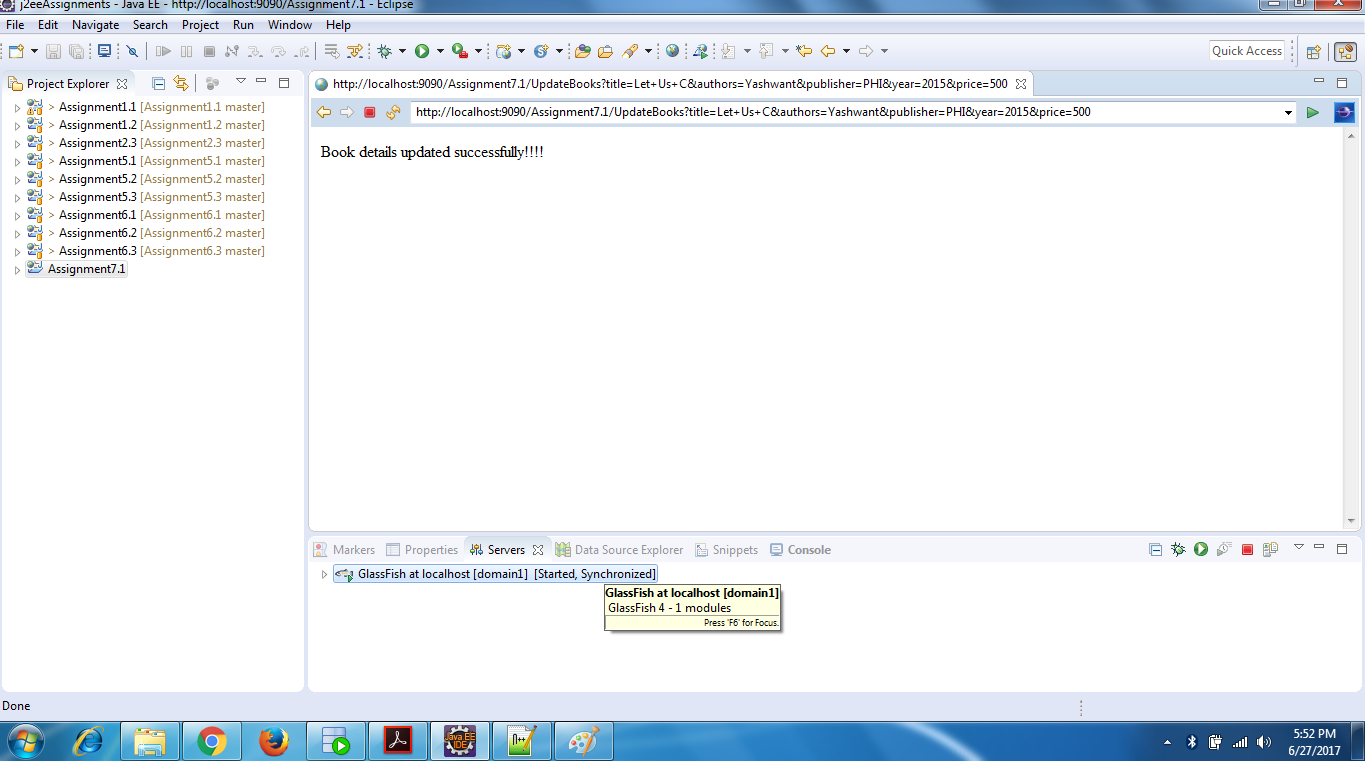 j2eeAssignments - Java EE - http://localhost:9090/Assignment7.1 - Eclipse
File Edit Navigate Search Project Run Window Help
Quick Access
Project Explorer
> Assignment1.1 [Assignment1.1 master]
> Assignment1.2 [Assignment1.2 master]
> Assignment2.3 [Assignment2.3 master]
> Assignment5.1 [Assignment5.1 master]
> Assignment5.2 [Assignment5.2 master]
> Assignment5.3 [Assignment5.3 master]
> Assignment6.1 [Assignment6.1 master]
> Assignment6.2 [Assignment6.2 master]
> Assignment6.3 [Assignment6.3 master]
Assignment7.1
http://localhost:9090/Assignment7.1/UpdateBooks?title=Let+Us+C&authors=Yashwant&publisher=PHI&year=2015&price=500
http://localhost:9090/Assignment7.1/UpdateBooks?title=Let+Us+C&authors=Yashwant&publisher=PHI&year=2015&price=500
Book details updated successfully!!!!
Markers Properties Servers Data Source Explorer Snippets Console
GlassFish at localhost [domain1] [Started, Synchronized]
GlassFish at localhost [domain1]
GlassFish 4 - 1 modules
Press 'F6' for Focus.
Done
Java EE
IDE
5:52 PM
6/27/2017